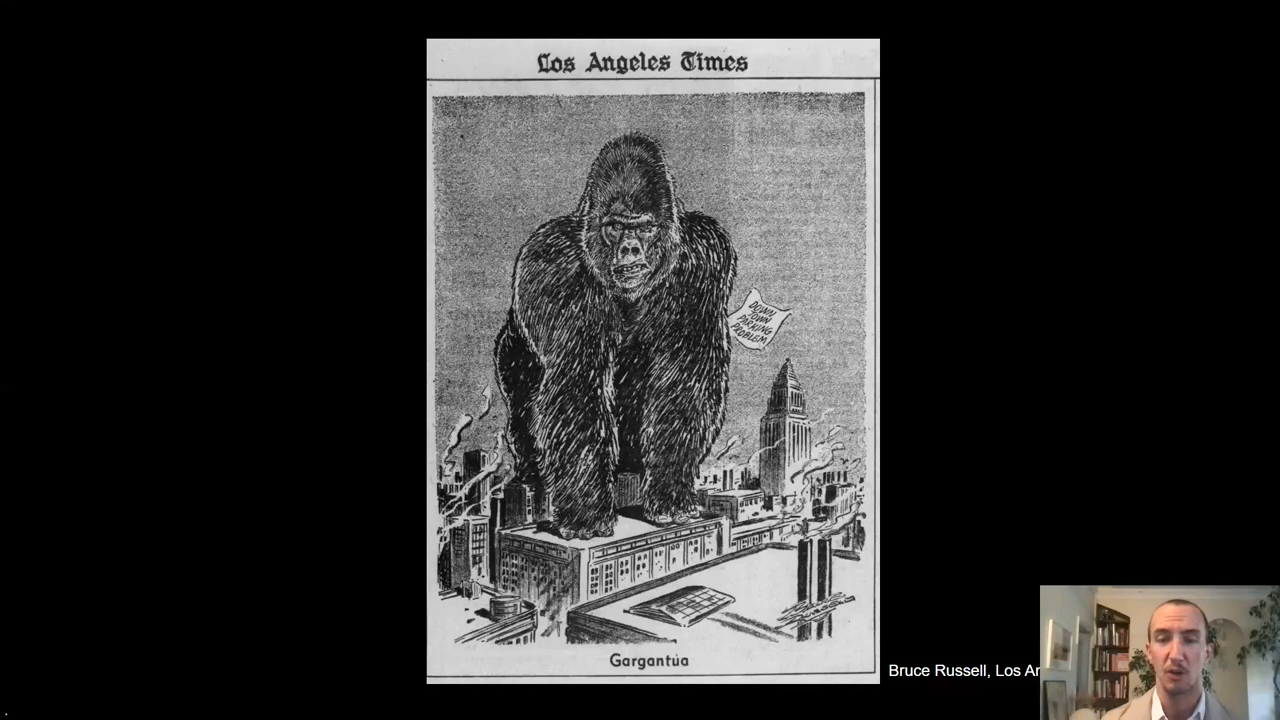 Los Angeles Times
DOWN
TOWN
PARKING
PROBLEM
Gargantua
Bruce Russell, Los An